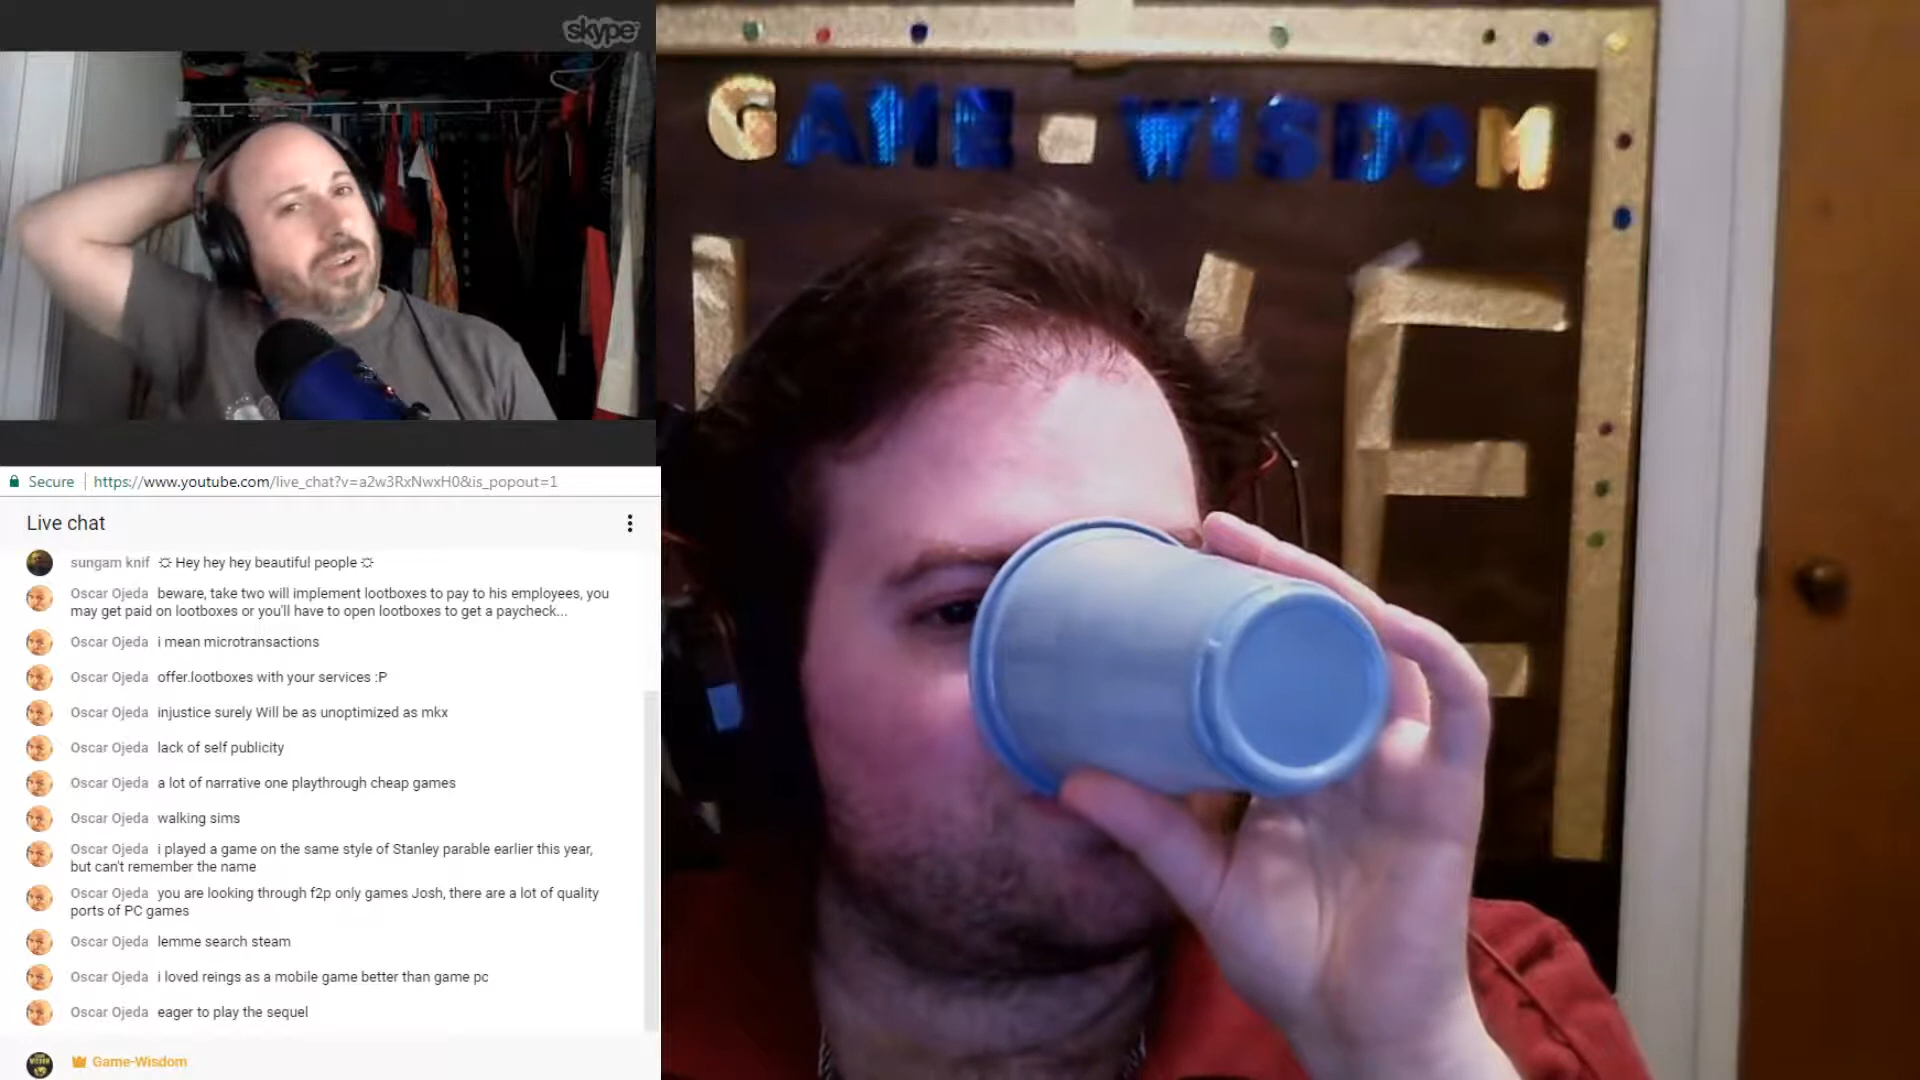 skype
GAME-WISDOM
LIVE
Secure https://www.youtube.com/live_chat?v=a2w3RxNwxH0&is_popout=1
Live chat
sungam knif Hey hey hey beautiful people
Oscar Ojeda beware, take two will implement lootboxes to pay to his employees, you
may get paid on lootboxes or you'll have to open lootboxes to get a paycheck...
Oscar Ojeda i mean microtransactions
Oscar Ojeda offer.lootboxes with your services :P
Oscar Ojeda injustice surely Will be as unoptimized as mkx
Oscar Ojeda lack of self publicity
Oscar Ojeda a lot of narrative one playthrough cheap games
Oscar Ojeda walking sims
Oscar Ojeda i played a game on the same style of Stanley parable earlier this year,
but can't remember the name
Oscar Ojeda you are looking through f2p only games Josh, there are a lot of quality
ports of PC games
Oscar Ojeda lemme search steam
Oscar Ojeda i loved reings as a mobile game better than game pc
Oscar Ojeda eager to play the sequel
Game-Wisdom